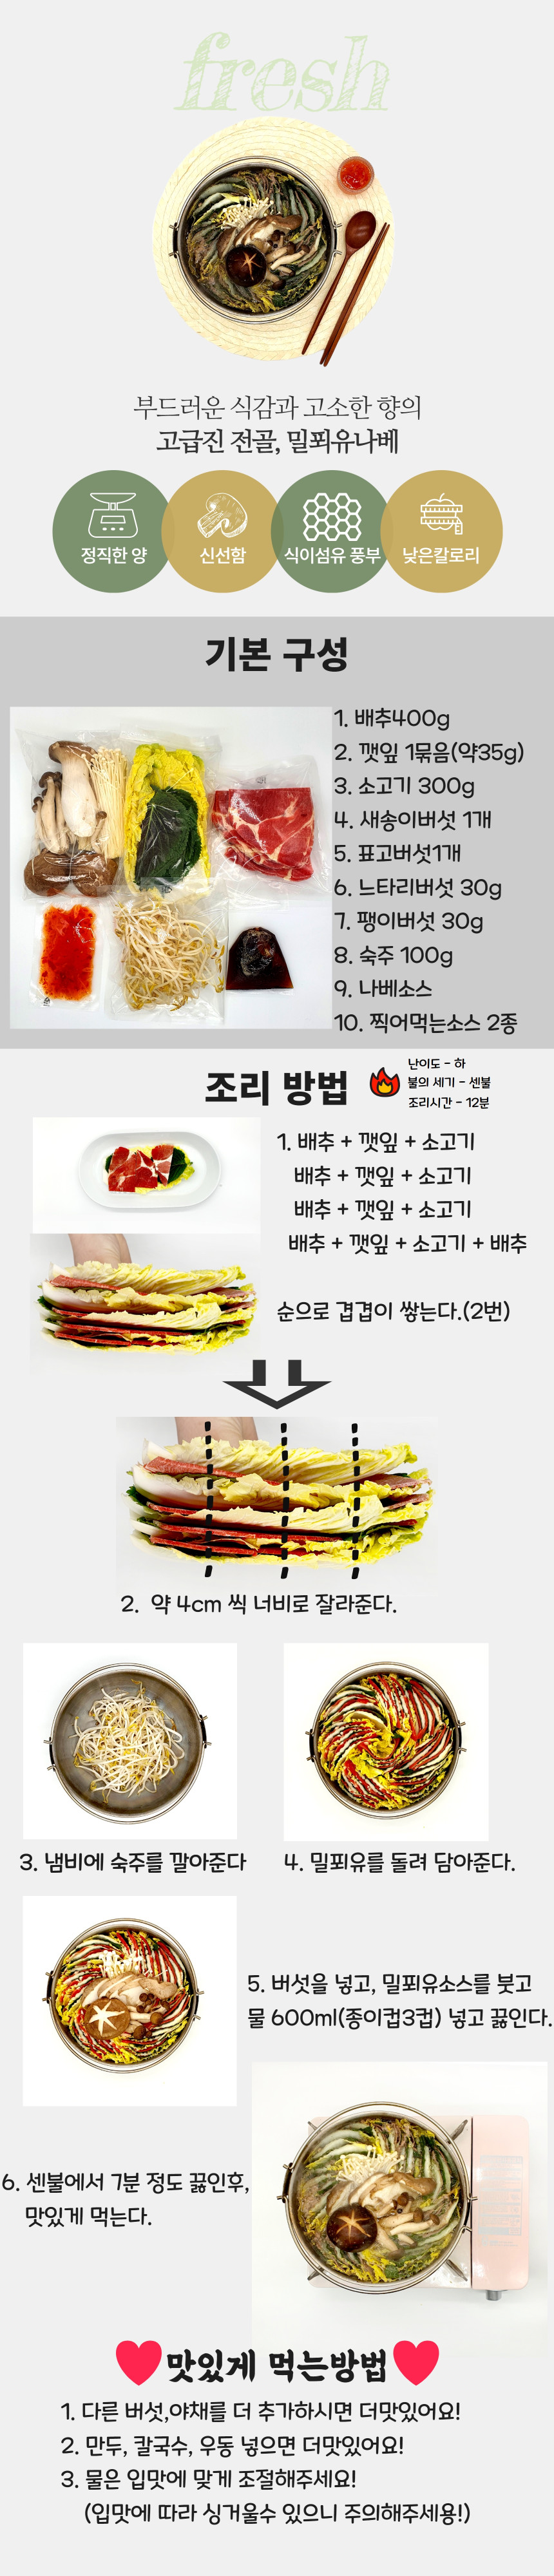 fresh
부드러운 식감과 고소한 향의
고급진 전골, 밀푀유나베
정직한 양
신선함
식이섬유 풍부
낮은칼로리
기본 구성
1. 배추400g
2. 깻잎 1묶음(약35g)
3. 소고기 300g
4. 새송이버섯 1개
5. 표고버섯1개
6. 느타리버섯 30g
7. 팽이버섯 30g
8. 숙주 100g
9. 나베소스
10. 찍어먹는소스 2종
조리 방법
난이도 - 하
불의 세기 - 센불
조리시간 - 12분
1. 배추 + 깻잎 + 소고기
배추 + 깻잎 + 소고기
배추 + 깻잎 + 소고기
배추 + 깻잎 + 소고기 + 배추
순으로 겹겹이 쌓는다.(2번)
2. 약 4cm 씩 너비로 잘라준다.
3. 냄비에 숙주를 깔아준다
4. 밀푀유를 돌려 담아준다.
5. 버섯을 넣고, 밀푀유소스를 붓고
물 600ml(종이컵3컵) 넣고 끓인다.
6. 센불에서 7분 정도 끓인후,
맛있게 먹는다.
맛있게 먹는방법
1. 다른 버섯,야채를 더 추가하시면 더맛있어요!
2. 만두, 칼국수, 우동 넣으면 더맛있어요!
3. 물은 입맛에 맞게 조절해주세요!
(입맛에 따라 싱거울수 있으니 주의해주세용!)